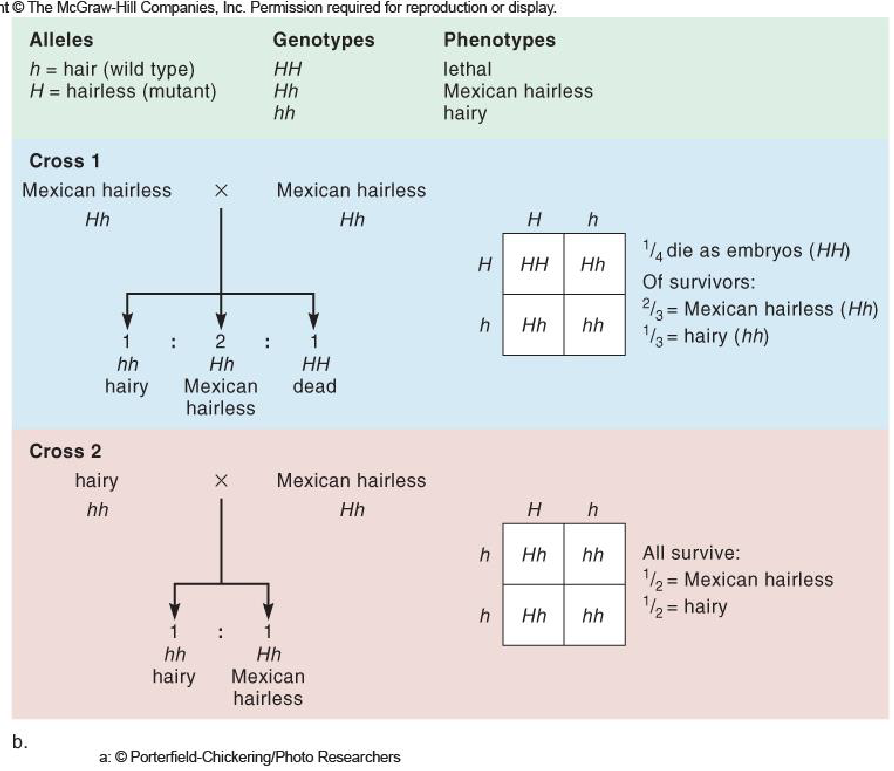 nt © The McGraw-Hill Companies, Inc. Permission required for reproduction or display.
Alleles Genotypes Phenotypes
h = hair (wild type) HH lethal
H = hairless (mutant) Hh Mexican hairless
hh hairy
Cross 1
Mexican hairless × Mexican hairless
Hh Hh
1 : 2 : 1
hh Hh HH
hairy Mexican dead
hairless
H h
H HH Hh
h Hh hh
1/4 die as embryos (HH)
Of survivors:
2/3 = Mexican hairless (Hh)
1/3 = hairy (hh)
Cross 2
hairy × Mexican hairless
hh Hh
1 : 1
hh Hh
hairy Mexican
hairless
H h
h Hh hh
h Hh hh
All survive:
1/2 = Mexican hairless
1/2 = hairy
b.
a: © Porterfield-Chickering/Photo Researchers